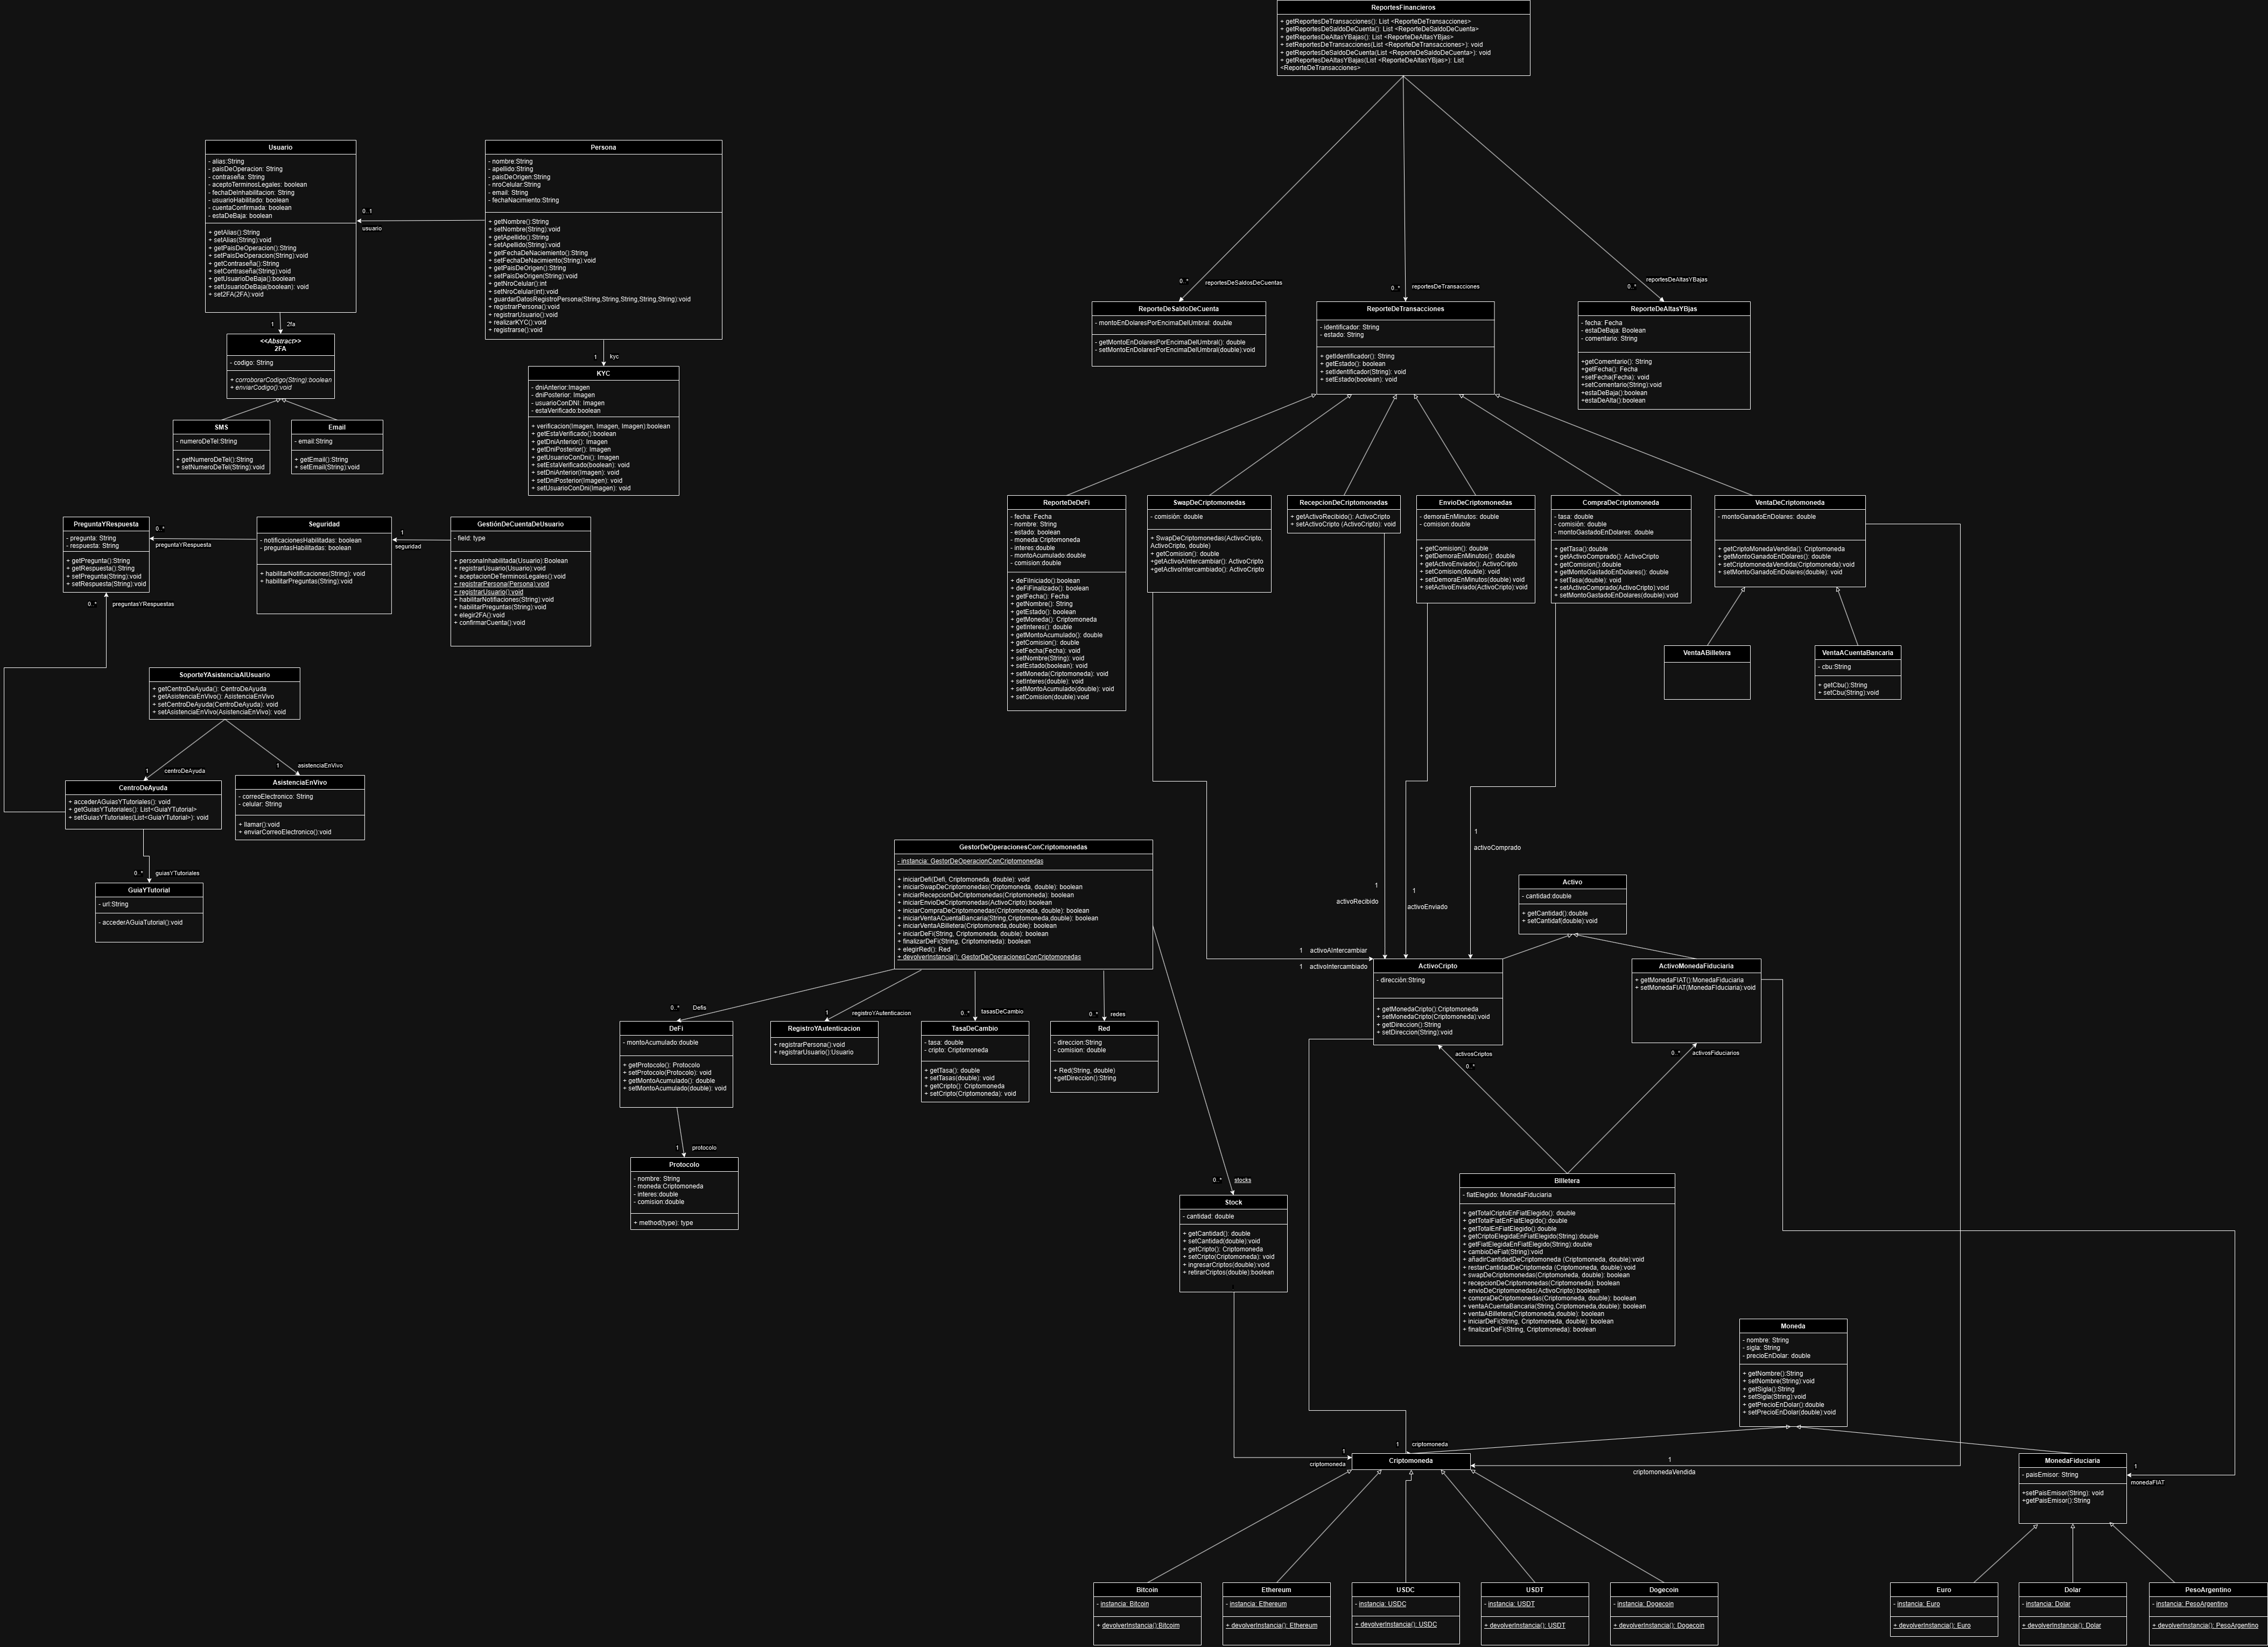 ReportesFinancieros
+ getReportesDeTransacciones(): List <ReporteDeTransacciones>
+ getReportesDeSaldoDeCuenta(): List <ReporteDeSaldoDeCuenta>
+ getReportesDeAltasYBajas(): List <ReporteDeAltasYBjas>
+ setReportesDeTransacciones(List <ReporteDeTransacciones>): void
+ getReportesDeSaldoDeCuenta(List <ReporteDeSaldoDeCuenta>): void
+ getReportesDeAltasYBajas(List <ReporteDeAltasYBjas>): List
<ReporteDeTransacciones>
Usuario
- alias:String
- paisDeOperacion: String
- contraseña: String
- aceptoTerminosLegales: boolean
- fechaDeInhabilitacion: String
- usuarioHabilitado: boolean
- cuentaConfirmada: boolean
- estaDeBaja: boolean
+ getAlias():String
+ setAlias(String):void
+ getPaisDeOperacion():String
+ setPaisDeOperacion(String):void
+ getContraseña():String
+ setContraseña(String):void
+ getUsuarioDeBaja():boolean
+ setUsuarioDeBaja(boolean): void
+ set2FA(2FA):void
0..1
usuario
Persona
- nombre:String
- apellido:String
- paisDeOrigen:String
- nroCelular:String
- email: String
- fechaNacimiento:String
+ getNombre():String
+ setNombre(String):void
+ getApellido():String
+ setApellido(String):void
+ getFechaDeNaciemiento():String
+ setFechaDeNacimiento(String):void
+ getPaisDeOrigen():String
+ setPaisDeOrigen(String):void
+ getNroCelular():int
+ setNroCelular(int):void
+ guardarDatosRegistroPersona(String,String,String,String,String):void
+ registrarPersona():void
+ registrarUsuario():void
+ realizarKYC():void
+ registrarse():void
1
2fa
<<Abstract>>
2FA
- codigo: String
+ corroborarCodigo(String):boolean
+ enviarCodigo():void
SMS
- numeroDeTel:String
+ getNumeroDeTel():String
+ setNumeroDeTel(String):void
Email
- email:String
+ getEmail():String
+ setEmail(String):void
1
kyc
KYC
- dniAnterior:Imagen
- dniPosterior: Imagen
- usuarioConDNI: Imagen
- estaVerificado:boolean
+ verificacion(Imagen, Imagen, Imagen):boolean
+ getEstaVerificado():boolean
+ getDniAnterior(): Imagen
+ getDniPosterior(): Imagen
+ getUsuarioConDni(): Imagen
+ setEstaVerificado(boolean): void
+ setDniAnterior(Imagen): void
+ setDniPosterior(Imagen): void
+ setUsuarioConDni(Imagen): void
0..*
reportesDeSaldosDeCuentas
0..*
reportesDeTransacciones
reportesDeAltasYBajas
0..*
ReporteDeSaldoDeCuenta
- montoEnDolaresPorEncimaDelUmbral: double
- getMontoEnDolaresPorEncimaDelUmbral(): double
- setMontoEnDolaresPorEncimaDelUmbral(double):void
ReporteDeTransacciones
- identificador: String
- estado: String
+ getIdentificador(): String
+ getEstado(): boolean
+ setIdentificador(String): void
+ setEstado(boolean): void
ReporteDeAltasYBjas
- fecha: Fecha
- estaDeBaja: Boolean
- comentario: String
+getComentario(): String
+getFecha(): Fecha
+setFecha(Fecha): void
+setComentario(String):void
+estaDeBaja():boolean
+estaDeAlta():boolean
PreguntaYRespuesta
- pregunta: String
- respuesta: String
+ getPregunta():String
+ getRespuesta():String
+ setPregunta(String):void
+ setRespuesta(String):void
0..*
preguntaYRespuesta
Seguridad
- notificacionesHabilitadas: boolean
- preguntasHabilitadas: boolean
+ habilitarNotificaciones(String): void
+ habilitarPreguntas(String):void
1
seguridad
GestiónDeCuentaDeUsuario
- field: type
+ personaInhabilitada(Usuario):Boolean
+ registrarUsuario(Usuario):void
+ aceptacionDeTerminosLegales():void
+ registrarPersona(Persona):void
+ registrarUsuario():void
+ habilitarNotifiaciones(String):void
+ habilitarPreguntas(String):void
+ elegir2FA():void
+ confirmarCuenta():void
0..*
preguntasYRespuestas
SoporteYAsistenciaAlUsuario
+ getCentroDeAyuda(): CentroDeAyuda
+ getAsistenciaEnVivo(): AsistenciaEnVivo
+ setCentroDeAyuda(CentroDeAyuda): void
+ setAsistenciaEnVivo(AsistenciaEnVivo): void
1
centroDeAyuda
1
asistenciaEnVivo
CentroDeAyuda
+ accederAGuiasYTutoriales(): void
+ getGuiasYTutoriales(): List<GuiaYTutorial>
+ setGuiasYTutoriales(List<GuiaYTutorial>): void
AsistenciaEnVivo
- correoElectronico: String
- celular: String
+ llamar():void
+ enviarCorreoElectronico():void
0..*
guiasYTutoriales
GuiaYTutorial
- url:String
- accederAGuiaTutorial():void
ReporteDeDeFi
- fecha: Fecha
- nombre: String
- estado: boolean
- moneda:Criptomoneda
- interes:double
- montoAcumulado:double
- comision:double
+ deFiIniciado():boolean
+ deFiFinalizado(): boolean
+ getFecha(): Fecha
+ getNombre(): String
+ getEstado(): boolean
+ getMoneda(): Criptomoneda
+ getInteres(): double
+ getMontoAcumulado(): double
+ getComision(): double
+ setFecha(Fecha): void
+ setNombre(String): void
+ setEstado(boolean): void
+ setMoneda(Criptomoneda): void
+ setInteres(double): void
+ setMontoAcumulado(double): void
+ setComision(double):void
SwapDeCriptomonedas
- comisión: double
+ SwapDeCriptomonedas(ActivoCripto,
ActivoCripto, double)
+ getComision(): double
+getActivoAIntercambiar(): ActivoCripto
+getActivoIntercambiado(): ActivoCripto
RecepcionDeCriptomonedas
+ getActivoRecibido(): ActivoCripto
+ setActivoCripto (ActivoCripto): void
EnvioDeCriptomonedas
- demoraEnMinutos: double
- comision:double
+ getComision(): double
+ getDemoraEnMinutos(): double
+ getActivoEnviado(): ActivoCripto
+ setComision(double): void
+ setDemoraEnMinutos(double) void
+ setActivoEnviado(ActivoCripto):void
CompraDeCriptomoneda
- tasa: double
- comisión: double
- montoGastadoEnDolares: double
+ getTasa():double
+ getActivoComprado(): ActivoCripto
+ getComision():double
+ getMontoGastadoEnDolares(): double
+ setTasa(double): void
+ setActivoComprado(ActivoCripto):void
+ setMontoGastadoEnDolares(double):void
VentaDeCriptomoneda
- montoGanadoEnDolares: double
+ getCriptoMonedaVendida(): Criptomoneda
+ getMontoGanadoEnDolares(): double
+ setCriptomonedaVendida(Criptomoneda):void
+ setMontoGanadoEnDolares(double): void
VentaABilletera
VentaACuentaBancaria
- cbu:String
+ getCbu():String
+ setCbu(String):void
GestorDeOperacionesConCriptomonedas
- instancia: GestorDeOperacionConCriptomonedas
+ iniciarDefi(Defi, Criptomoneda, double): void
+ iniciarSwapDeCriptomonedas(Criptomoneda, double): boolean
+ iniciarRecepcionDeCriptomonedas(Criptomoneda): boolean
+ iniciarEnvioDeCriptomonedas(ActivoCripto):boolean
+ iniciarCompraDeCriptomonedas(Criptomoneda, double): boolean
+ iniciarVentaACuentaBancaria(String,Criptomoneda,double): boolean
+ iniciarVentaABilletera(Criptomoneda,double): boolean
+ iniciarDeFi(String, Criptomoneda, double): boolean
+ finalizarDeFi(String, Criptomoneda): boolean
+ elegirRed(): Red
+ devolverInstancia(): GestorDeOperacionesConCriptomonedas
1
activoComprado
1
activoRecibido
1
activoEnviado
1 activoAIntercambiar
1 activoIntercambiado
Activo
- cantidad:double
+ getCantidad():double
+ setCantidat(double):void
ActivoCripto
- dirección:String
+ getMonedaCripto():Criptomoneda
+ setMonedaCripto(Criptomoneda):void
+ getDireccion():String
+ setDireccion(String):void
ActivoMonedaFiduciaria
+ getMonedaFIAT():MonedaFiduciaria
+ setMonedaFIAT(MonedaFIduciaria):void
0..*
Defis
1
registroYAutenticacion
0..*
tasasDeCambio
0..*
redes
DeFi
- montoAcumulado:double
+ getProtocolo(): Protocolo
+ setProtocolo(Protocolo): void
+ getMontoAcumulado(): double
+ setMontoAcumulado(double): void
RegistroYAutenticacion
+ registrarPersona():void
+ registrarUsuario():Usuario
TasaDeCambio
- tasa: double
- cripto: Criptomoneda
+ getTasa(): double
+ setTasas(double): void
+ getCripto(): Criptomoneda
+ setCripto(Criptomoneda): void
Red
- direccion:String
- comision: double
+ Red(String, double)
+getDireccion():String
activosCriptos
0..*
0..*
activosFiduciarios
1
protocolo
Protocolo
- nombre: String
- moneda:Criptomoneda
- interes:double
- comision:double
+ method(type): type
0..*
stocks
Stock
- cantidad: double
+ getCantidad(): double
+ setCantidad(double):void
+ getCripto(): Criptomoneda
+ setCripto(Criptomoneda): void
+ ingresarCriptos(double):void
+ retirarCriptos(double):boolean
Billetera
- fiatElegido: MonedaFiduciaria
+ getTotalCriptoEnFiatElegido(): double
+ getTotalFiatEnFiatElegido():double
+ getTotalEnFiatElegido():double
+ getCriptoElegidaEnFiatElegido(String):double
+ getFiatElegidaEnFiatElegido(String):double
+ cambioDeFiat(String):void
+ añadirCantidadDeCriptomoneda (Criptomoneda, double):void
+ restarCantidadDeCriptomeda (Criptomoneda, double):void
+ swapDeCriptomonedas(Criptomoneda, double): boolean
+ recepcionDeCriptomonedas(Criptomoneda): boolean
+ envioDeCriptomonedas(ActivoCripto):boolean
+ compraDeCriptomonedas(Criptomoneda, double): boolean
+ ventaACuentaBancaria(String,Criptomoneda,double): boolean
+ ventaABilletera(Criptomoneda,double): boolean
+ iniciarDeFi(String, Criptomoneda, double): boolean
+ finalizarDeFi(String, Criptomoneda): boolean
Moneda
- nombre: String
- sigla: String
- precioEnDolar: double
+ getNombre():String
+ setNombre(String):void
+ getSigla():String
+ setSigla(String):void
+ getPrecioEnDolar():double
+ setPrecioEnDolar(double):void
1
criptomoneda
1
criptomoneda
Criptomoneda
1
criptomonedaVendida
MonedaFiduciaria
- paisEmisor: String
+setPaisEmisor(String): void
+getPaisEmisor():String
1
monedaFIAT
Bitcoin
- instancia: Bitcoin
+ devolverInstancia():Bitcoim
Ethereum
- instancia: Ethereum
+ devolverInstancia(): Ethereum
USDC
- instancia: USDC
+ devolverInstancia(): USDC
USDT
- instancia: USDT
+ devolverInstancia(): USDT
Dogecoin
- instancia: Dogecoin
+ devolverInstancia(): Dogecoin
Euro
- instancia: Euro
+ devolverInstancia(): Euro
Dolar
- instancia: Dolar
+ devolverInstancia(): Dolar
PesoArgentino
- instancia: PesoArgentino
+ devolverInstancia(): PesoArgentino